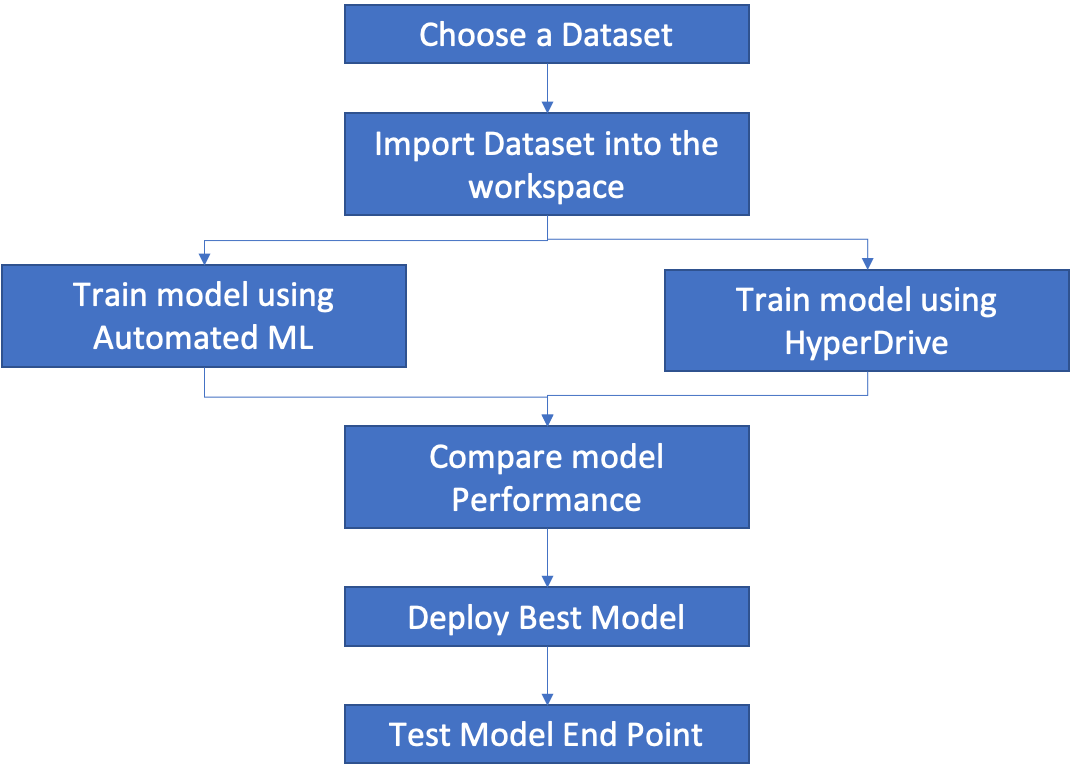 Choose a Dataset
Import Dataset into the
workspace
Train model using
Automated ML
Train model using
HyperDrive
Compare model
Performance
Deploy Best Model
Test Model End Point